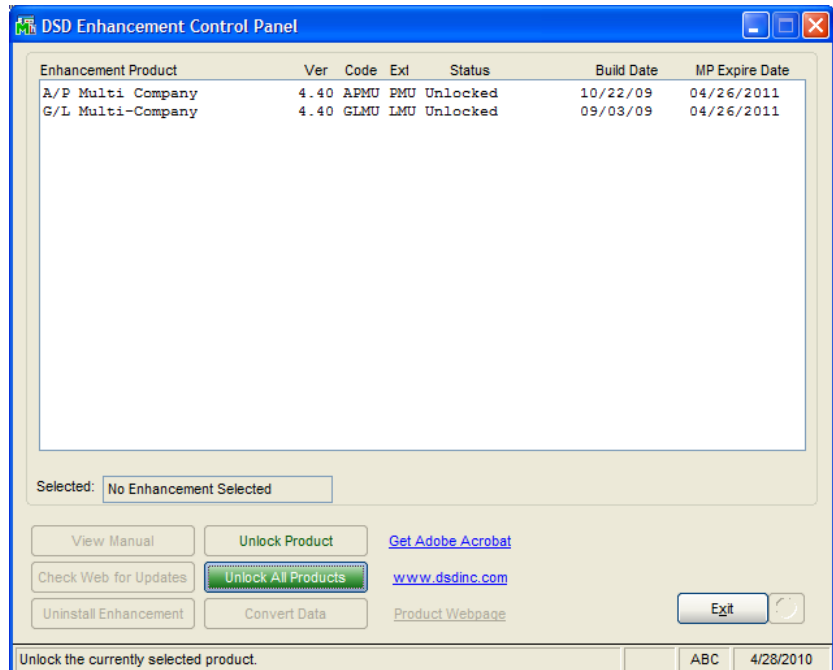 DSD Enhancement Control Panel
Enhancement Product Ver Code Ext Status Build Date MP Expire Date
A/P Multi Company 4.40 APMU PMU Unlocked 10/22/09 04/26/2011
G/L Multi-Company 4.40 GLMU LMU Unlocked 09/03/09 04/26/2011
Selected: No Enhancement Selected
View Manual Unlock Product Get Adobe Acrobat
Check Web for Updates Unlock All Products www.dsdinc.com
Uninstall Enhancement Convert Data Product Webpage Exit
Unlock the currently selected product. ABC 4/28/2010